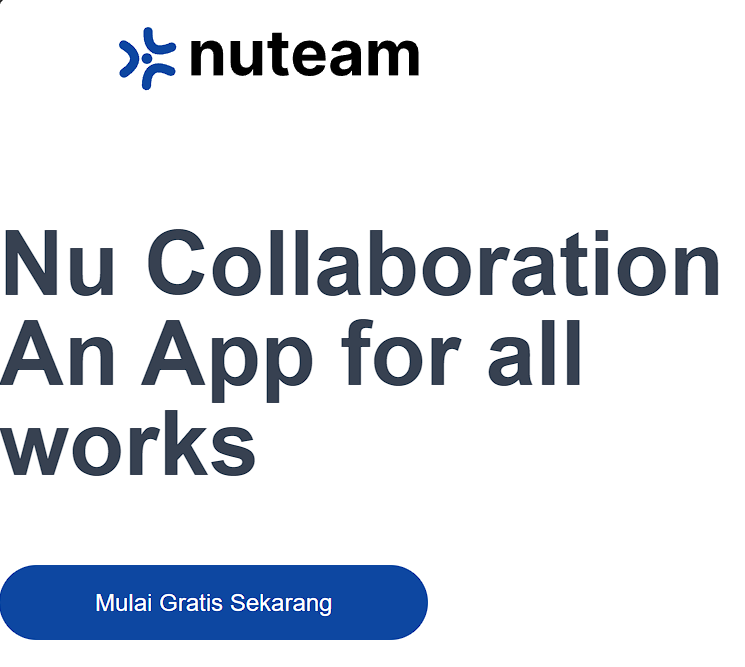 nuteam
Nu Collaboration
An App for all
works
Mulai Gratis Sekarang